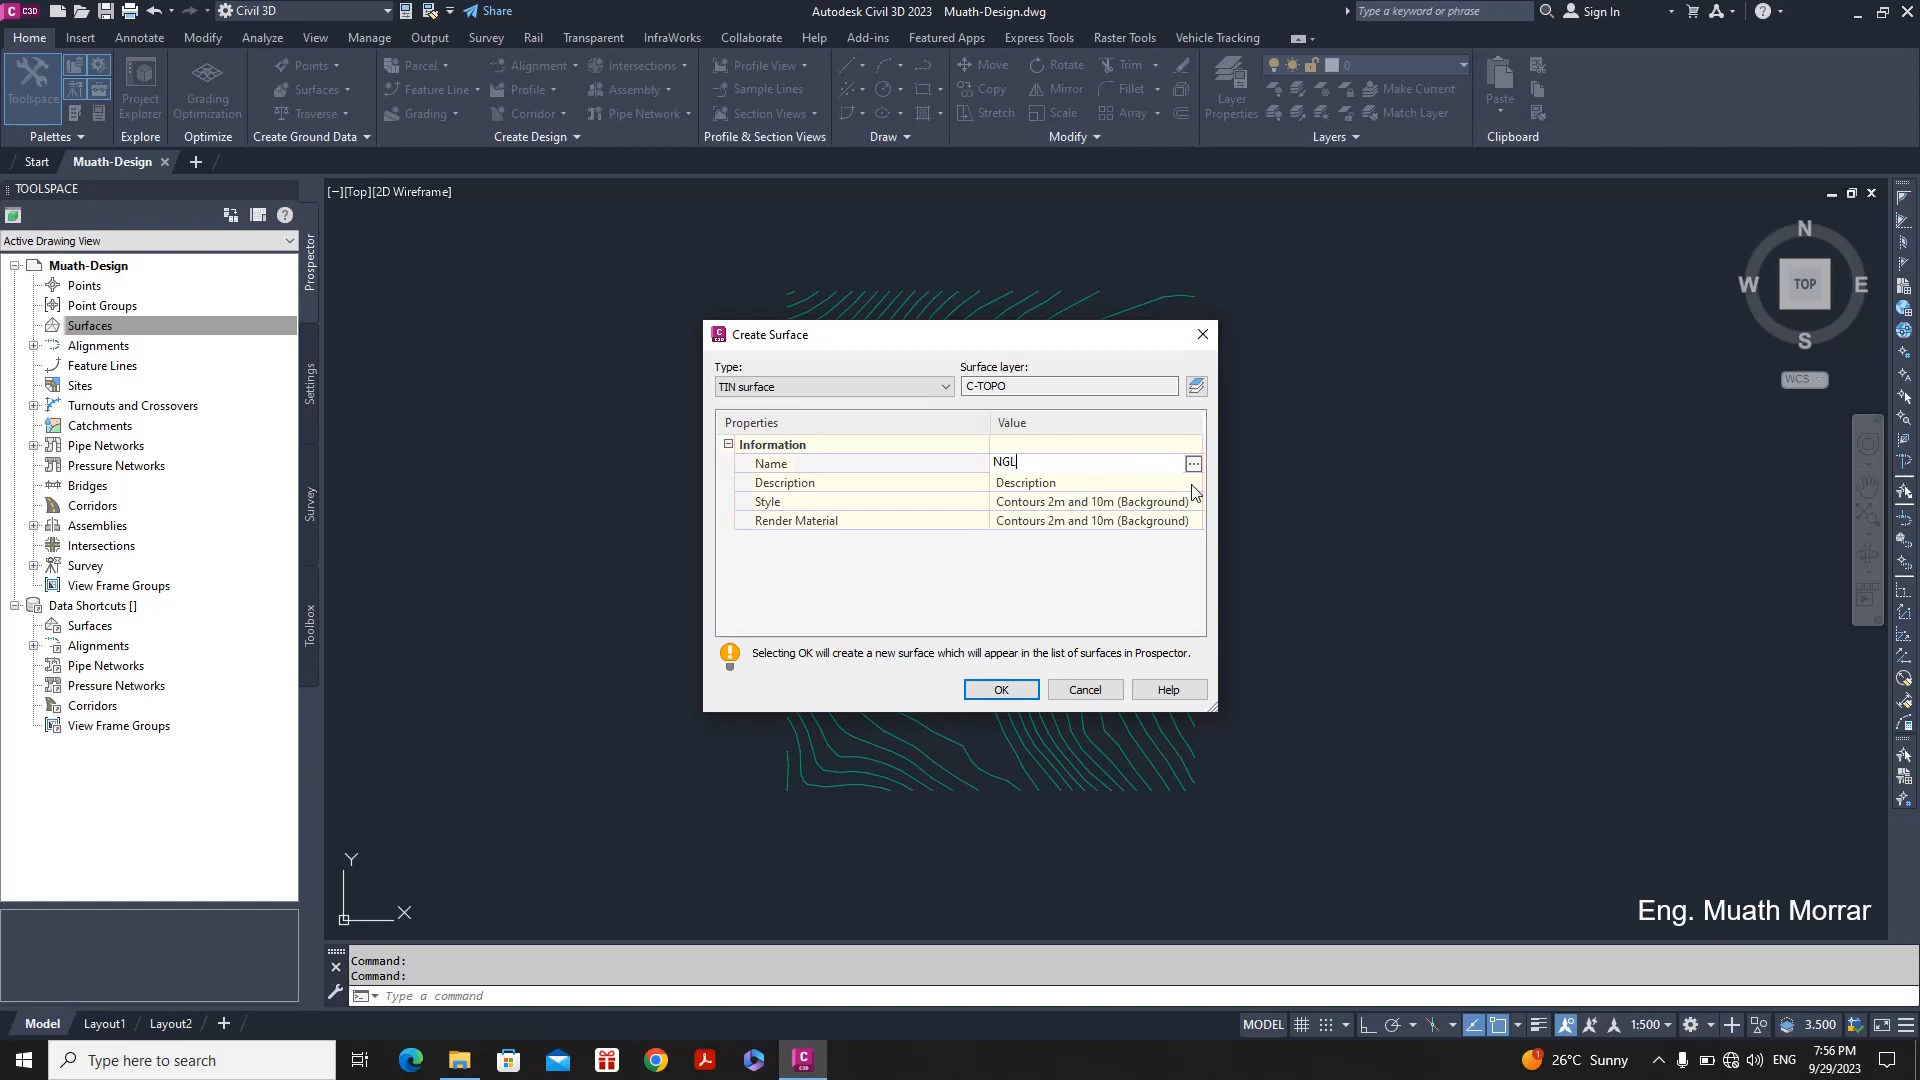 C3D
Civil 3D
Share
Autodesk Civil 3D 2023 Muath-Design.dwg
Type a keyword or phrase
Sign In
Home Insert Annotate Modify Analyze View Manage Output Survey Rail Transparent InfraWorks Collaborate Help Add-ins Featured Apps Express Tools Raster Tools Vehicle Tracking
Toolspace
Project Explorer
Grading Optimization
Points
Surfaces
Traverse
Parcel
Feature Line
Grading
Alignment
Profile
Corridor
Intersections
Assembly
Pipe Network
Profile View
Sample Lines
Section Views
Move Rotate Trim
Copy Mirror Fillet
Stretch Scale Array
Layer Properties
0
Make Current
Match Layer
Paste
Palettes Explore Optimize Create Ground Data Create Design Profile & Section Views Draw Modify Layers Clipboard
Start Muath-Design
TOOLSPACE
Active Drawing View
Muath-Design
Points
Point Groups
Surfaces
Alignments
Feature Lines
Sites
Turnouts and Crossovers
Catchments
Pipe Networks
Pressure Networks
Bridges
Corridors
Assemblies
Intersections
Survey
View Frame Groups
Data Shortcuts []
Surfaces
Alignments
Pipe Networks
Pressure Networks
Corridors
View Frame Groups
Prospector
Settings
Survey
Toolbox
[−][Top][2D Wireframe]
N
W TOP E
S
WCS
Create Surface
Type: Surface layer:
TIN surface C-TOPO
Properties Value
Information
Name NGL
Description Description
Style Contours 2m and 10m (Background)
Render Material Contours 2m and 10m (Background)
Selecting OK will create a new surface which will appear in the list of surfaces in Prospector.
OK Cancel Help
Y
X
Eng. Muath Morrar
Command:
Command:
Type a command
Model Layout1 Layout2
MODEL 1:500 3.500
Type here to search
26°C Sunny
ENG
7:56 PM
9/29/2023